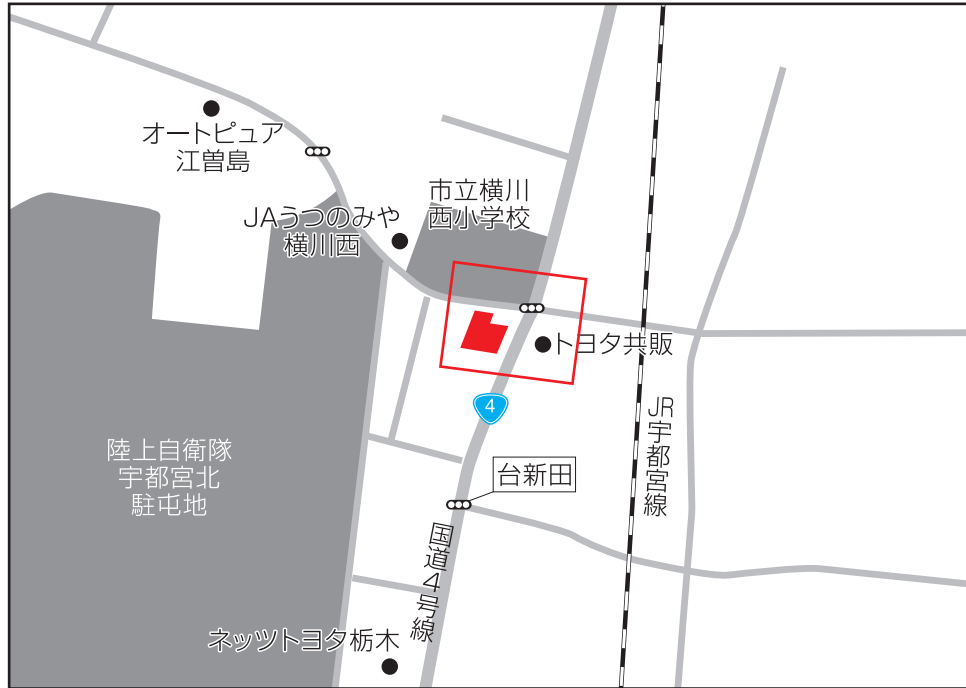 オートピュア
江曽島
JAうつのみや
横川西
市立横川
西小学校
トヨタ共販
4
JR宇都宮線
陸上自衛隊
宇都宮北
駐屯地
台新田
国道4号線
ネッツトヨタ栃木